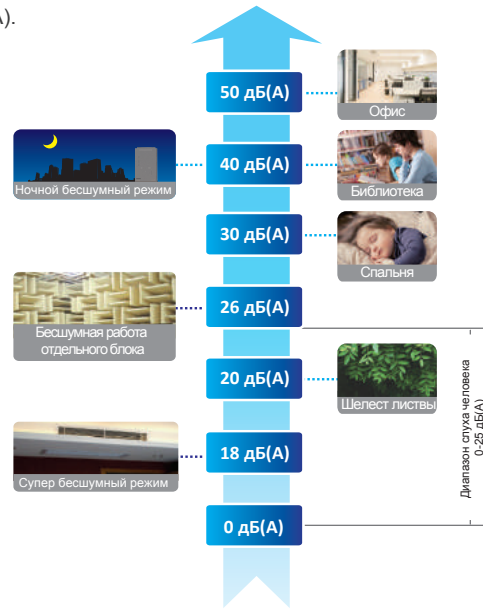 А).
50 дБ(А)
Офис
40 дБ(А)
Ночной бесшумный режим
Библиотека
30 дБ(А)
Спальня
26 дБ(А)
Бесшумная работа
отдельного блока
20 дБ(А)
Шелест листвы
18 дБ(А)
Супер бесшумный режим
0 дБ(А)
Диапазон слуха человека
0-25 дБ(А)